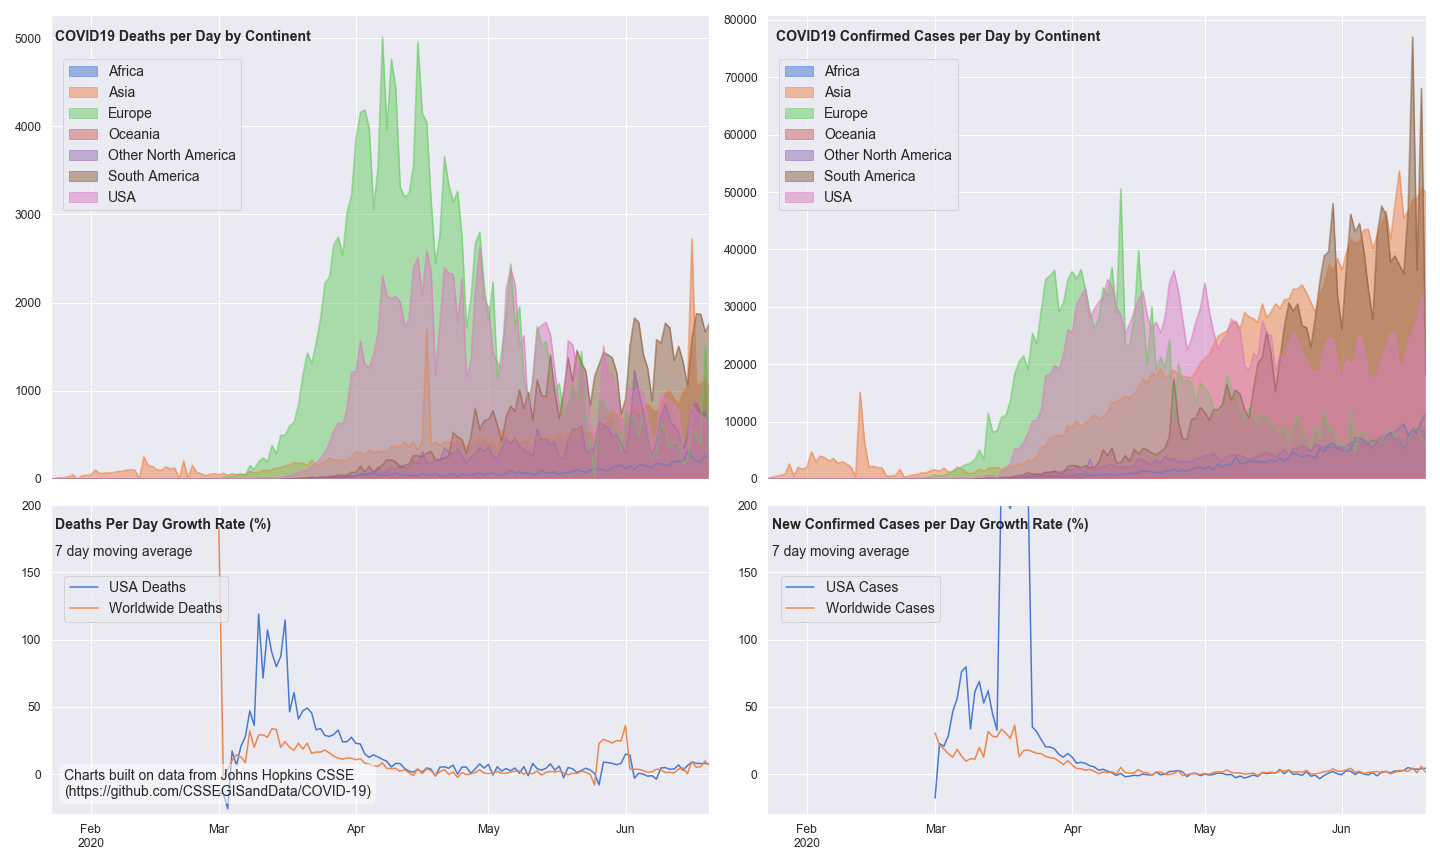 COVID19 Deaths per Day by Continent
Africa
Asia
Europe
Oceania
Other North America
South America
USA
5000
4000
3000
2000
1000
0
COVID19 Confirmed Cases per Day by Continent
Africa
Asia
Europe
Oceania
Other North America
South America
USA
80000
70000
60000
50000
40000
30000
20000
10000
0
Deaths Per Day Growth Rate (%)
7 day moving average
USA Deaths
Worldwide Deaths
200
150
100
50
0
Charts built on data from Johns Hopkins CSSE
(https://github.com/CSSEGISandData/COVID-19)
Feb Mar Apr May Jun
2020
New Confirmed Cases per Day Growth Rate (%)
7 day moving average
USA Cases
Worldwide Cases
200
150
100
50
0
Feb Mar Apr May Jun
2020